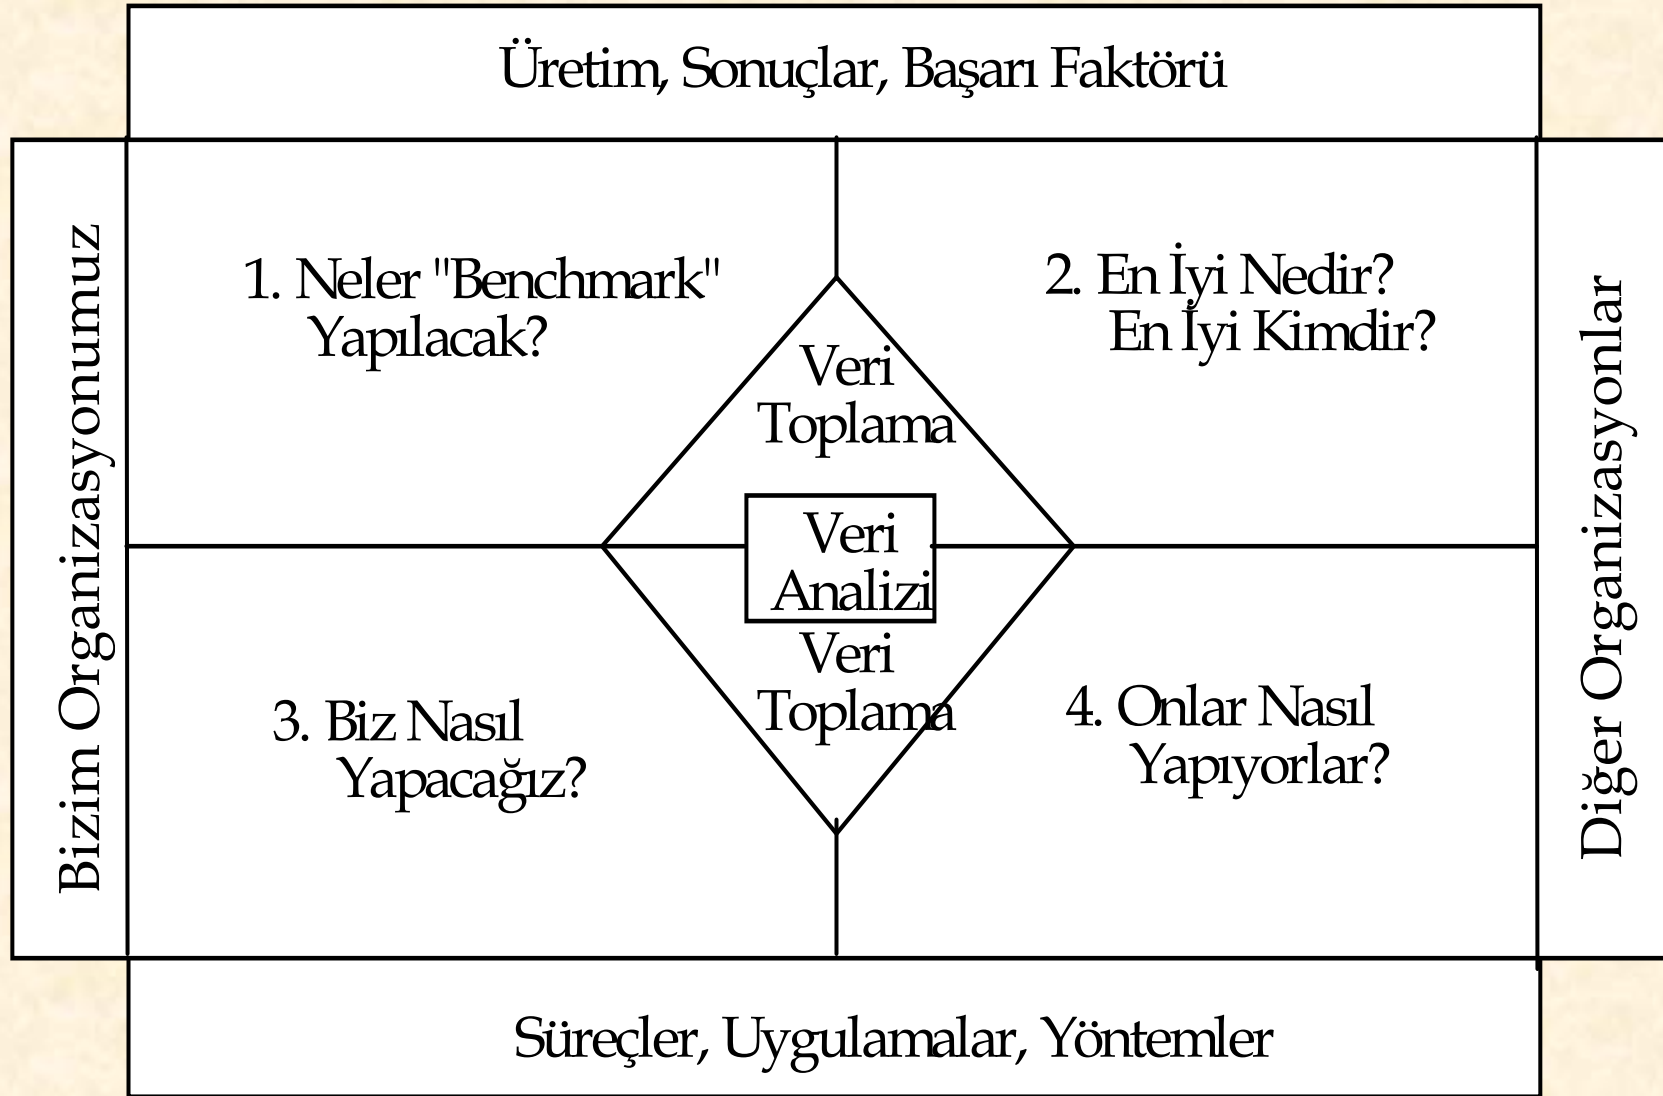 Üretim, Sonuçlar, Başarı Faktörü
Bizim Organizasyonumuz
1. Neler "Benchmark"
Yapılacak?
2. En İyi Nedir?
En İyi Kimdir?
Veri
Toplama
Veri
Analizi
Veri
Toplama
3. Biz Nasıl
Yapacağız?
4. Onlar Nasıl
Yapıyorlar?
Diğer Organizasyonlar
Süreçler, Uygulamalar, Yöntemler